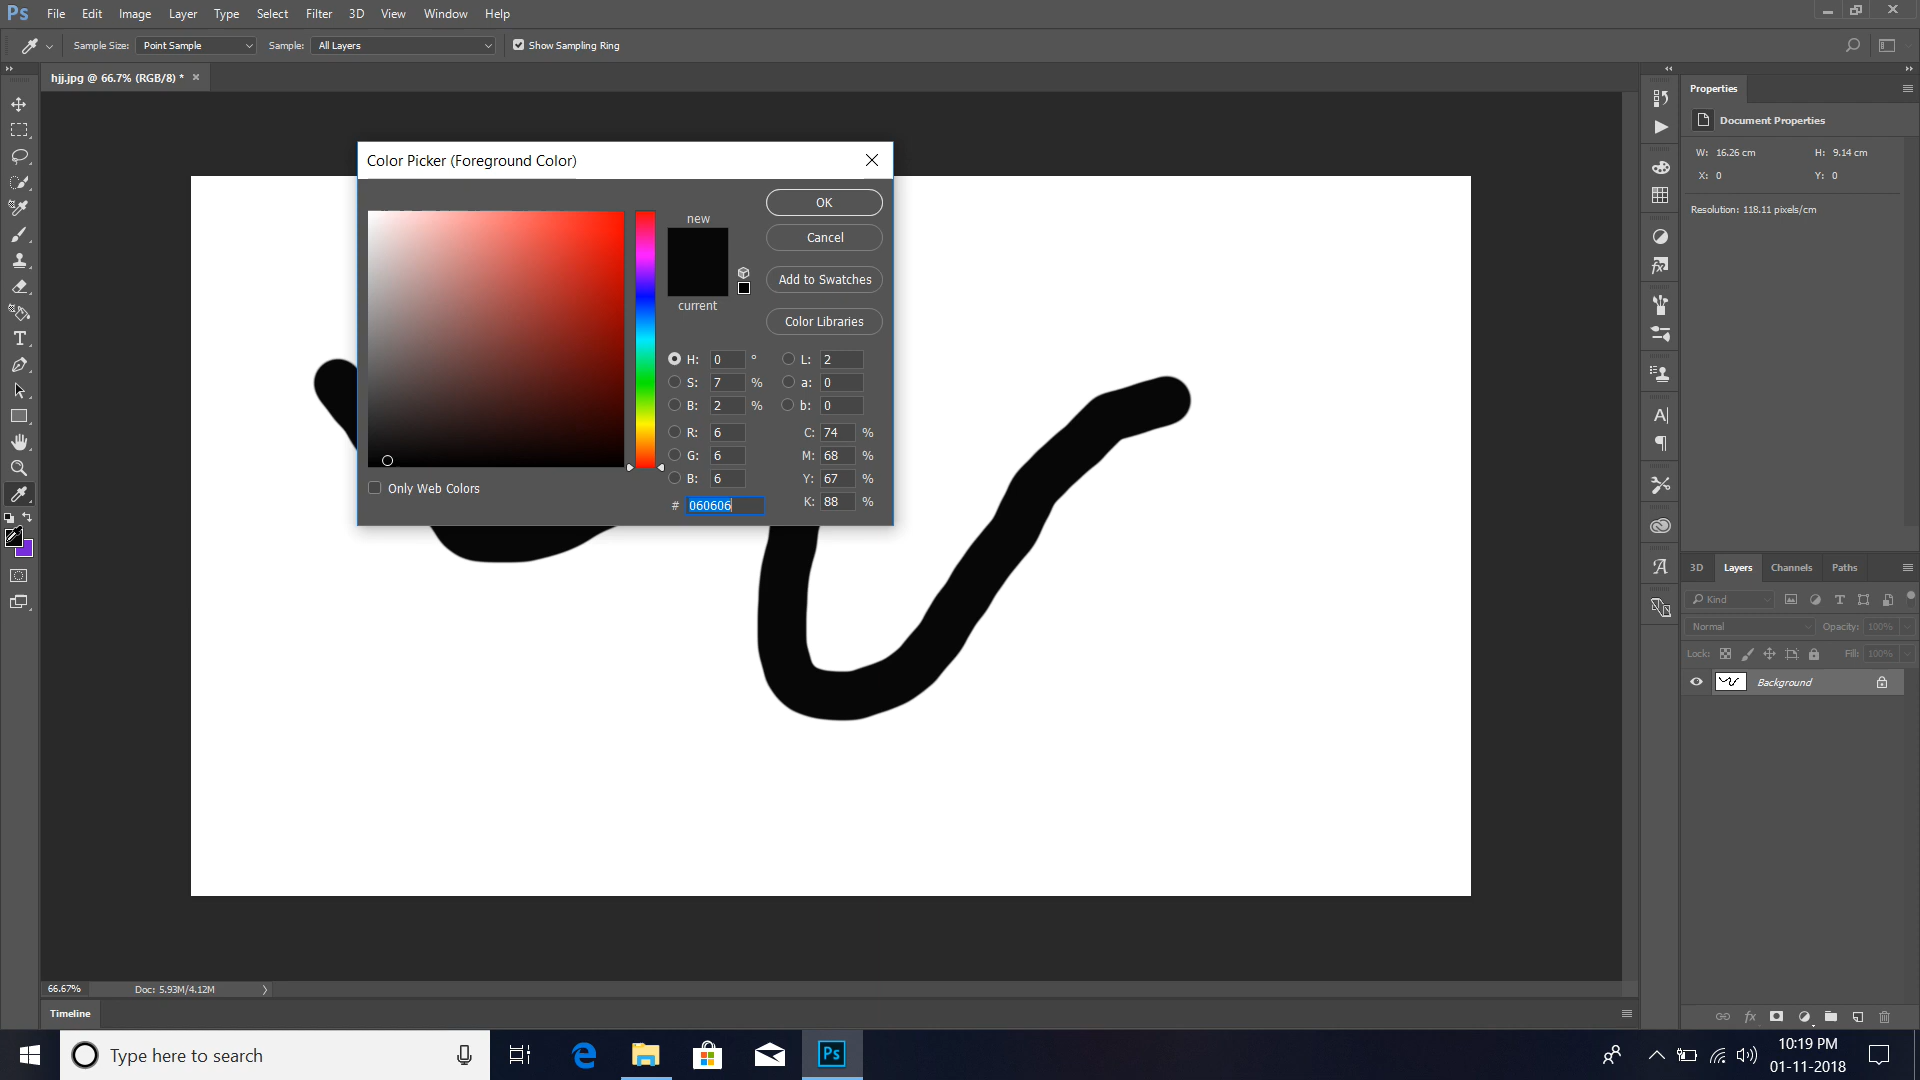 Ps File Edit Image Layer Type Select Filter 3D View Window Help
Sample Size: Point Sample Sample: All Layers Show Sampling Ring
hjj.jpg @ 66.7% (RGB/8) *
Properties
Document Properties
W: 16.26 cm H: 9.14 cm
X: 0 Y: 0
Resolution: 118.11 pixels/cm
Color Picker (Foreground Color)
new
current
OK
Cancel
Add to Swatches
Color Libraries
H: 0 ° L: 2
S: 7 % a: 0
B: 2 % b: 0
R: 6 C: 74 %
G: 6 M: 68 %
B: 6 Y: 67 %
# 060606 K: 88 %
Only Web Colors
3D Layers Channels Paths
Kind
Normal Opacity: 100%
Lock: Fill: 100%
Background
66.67% Doc: 5.93M/4.12M
Timeline
Type here to search
Ps
10:19 PM
01-11-2018